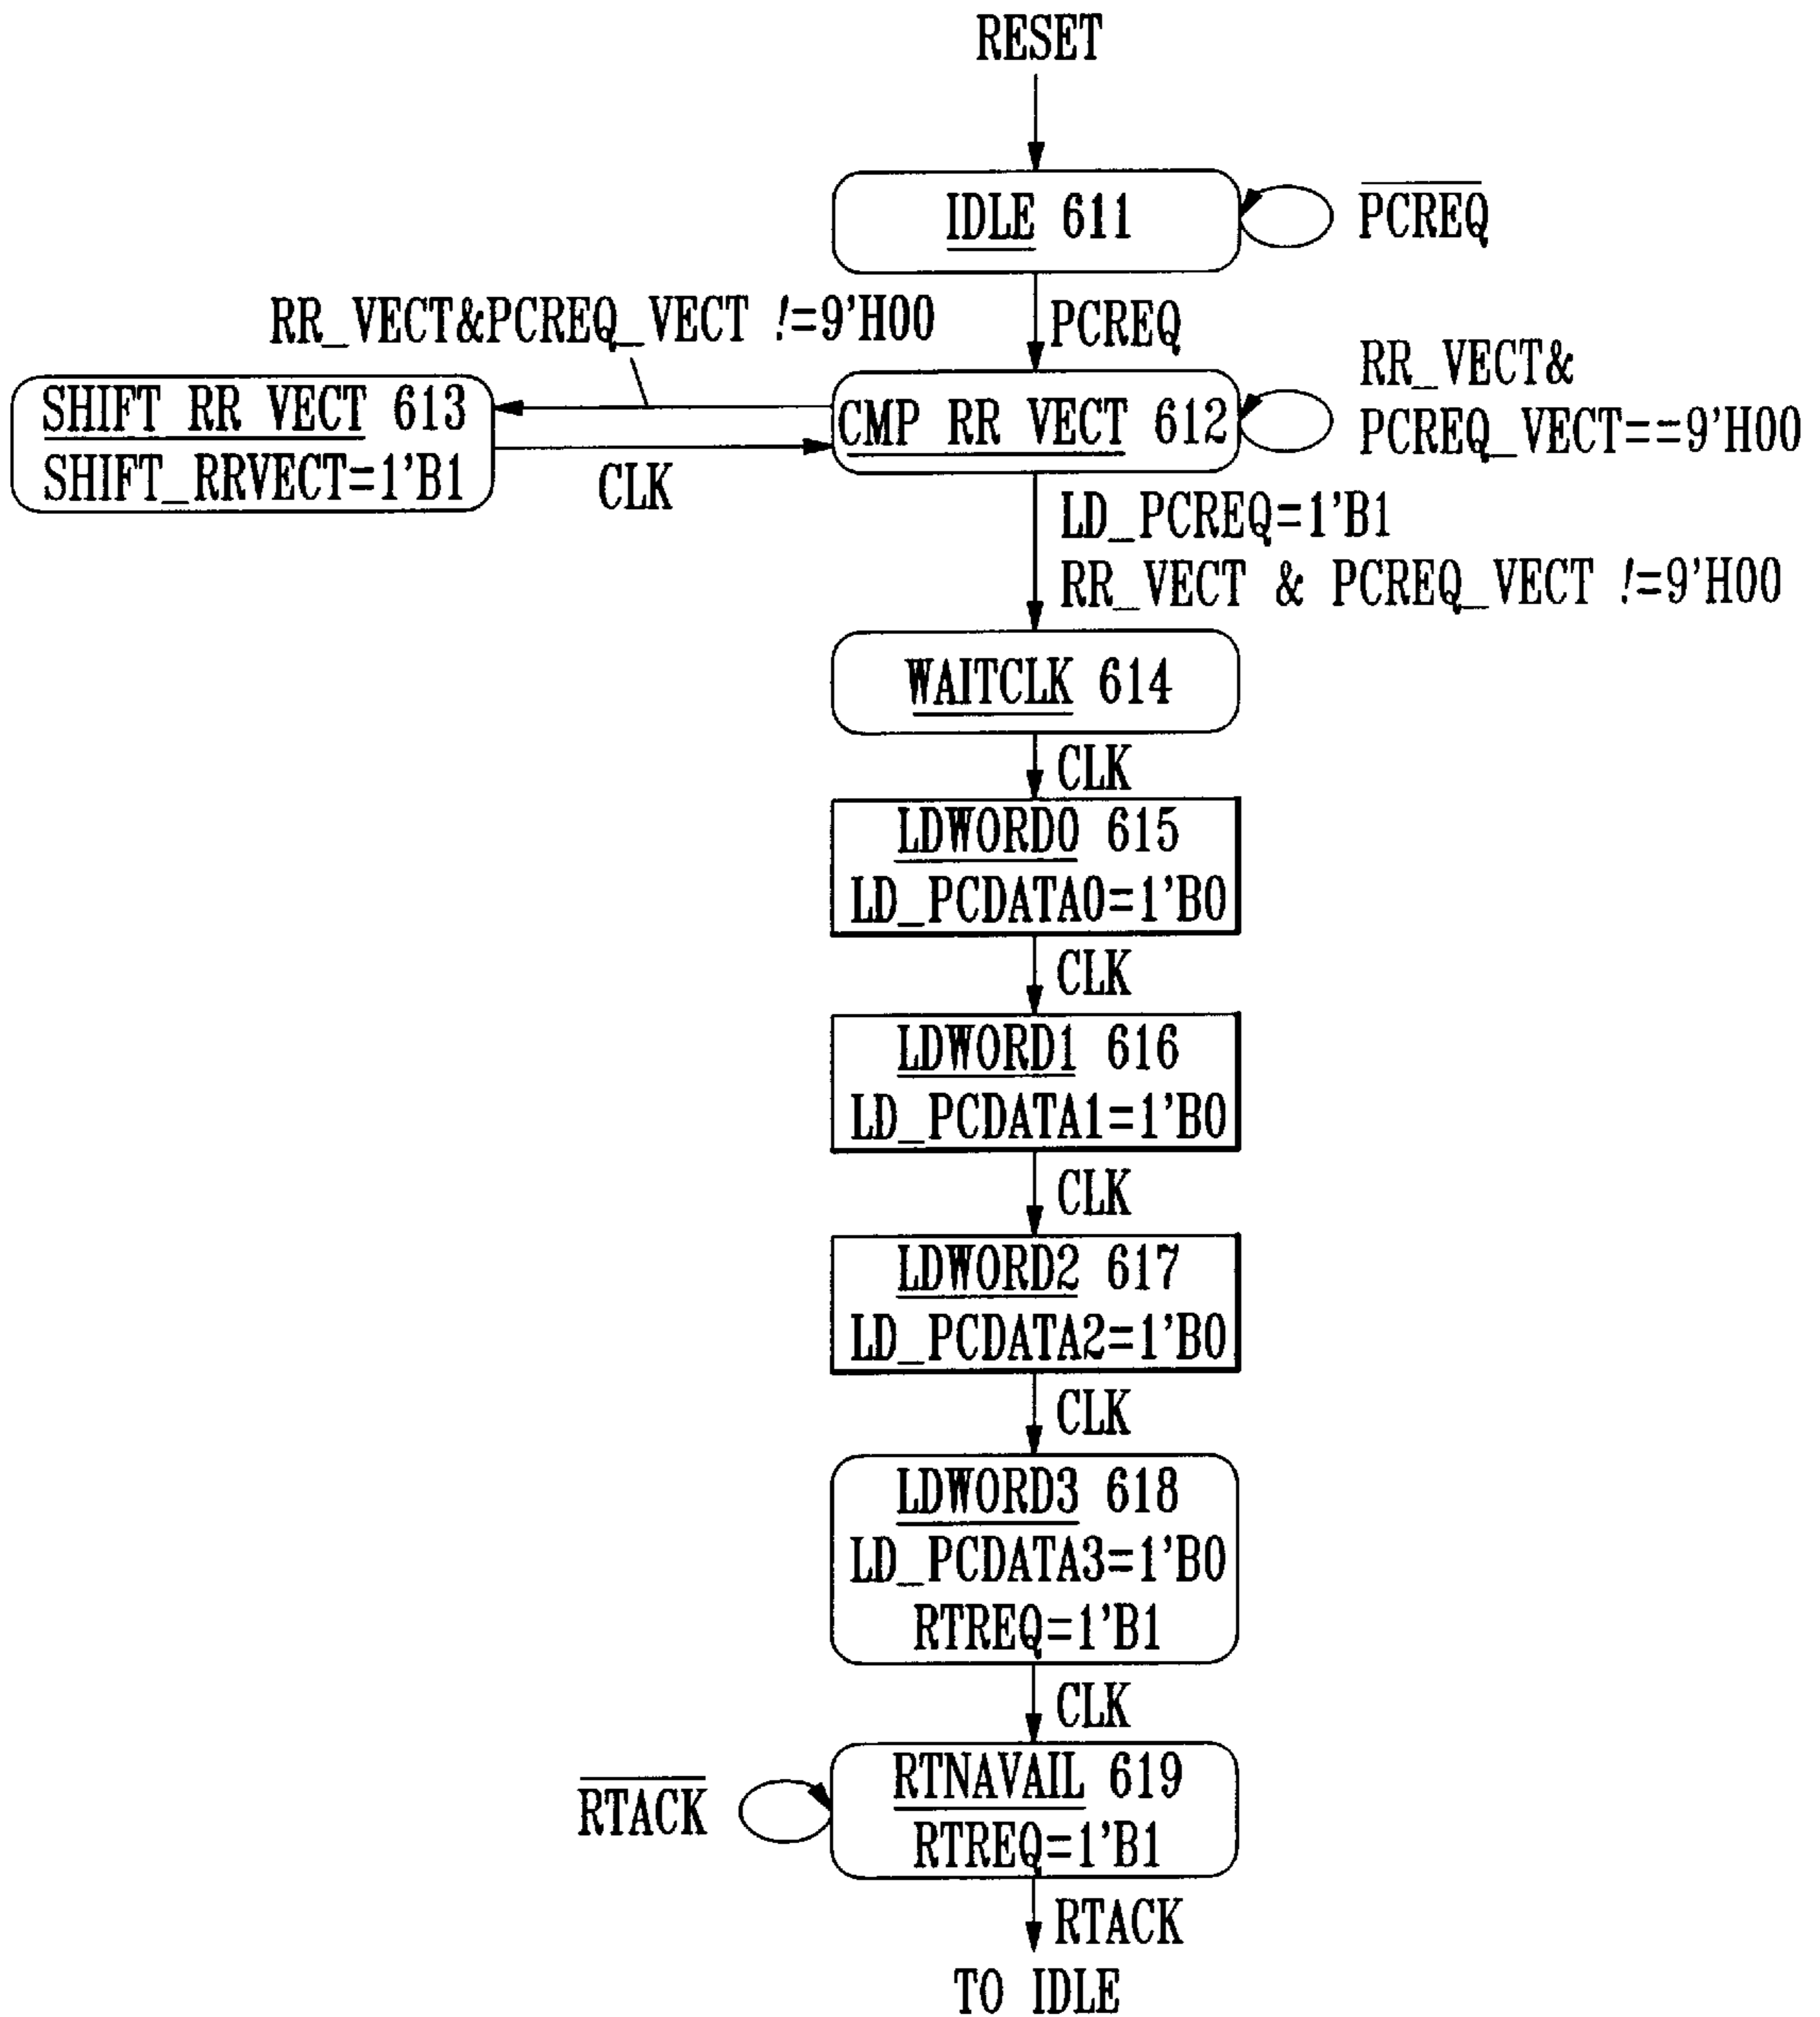 RESET
IDLE 611
PCREQ
RR_VECT&PCREQ_VECT !=9'H00
PCREQ
RR_VECT&
PCREQ_VECT==9'H00
SHIFT RR VECT 613
SHIFT_RRVECT=1'B1
CMP RR VECT 612
CLK
LD_PCREQ=1'B1
RR_VECT & PCREQ_VECT !=9'H00
WAITCLK 614
CLK
LDWORD0 615
LD_PCDATA0=1'B0
CLK
LDWORD1 616
LD_PCDATA1=1'B0
CLK
LDWORD2 617
LD_PCDATA2=1'B0
CLK
LDWORD3 618
LD_PCDATA3=1'B0
RTREQ=1'B1
CLK
RTACK
RTNAVAIL 619
RTREQ=1'B1
RTACK
TO IDLE